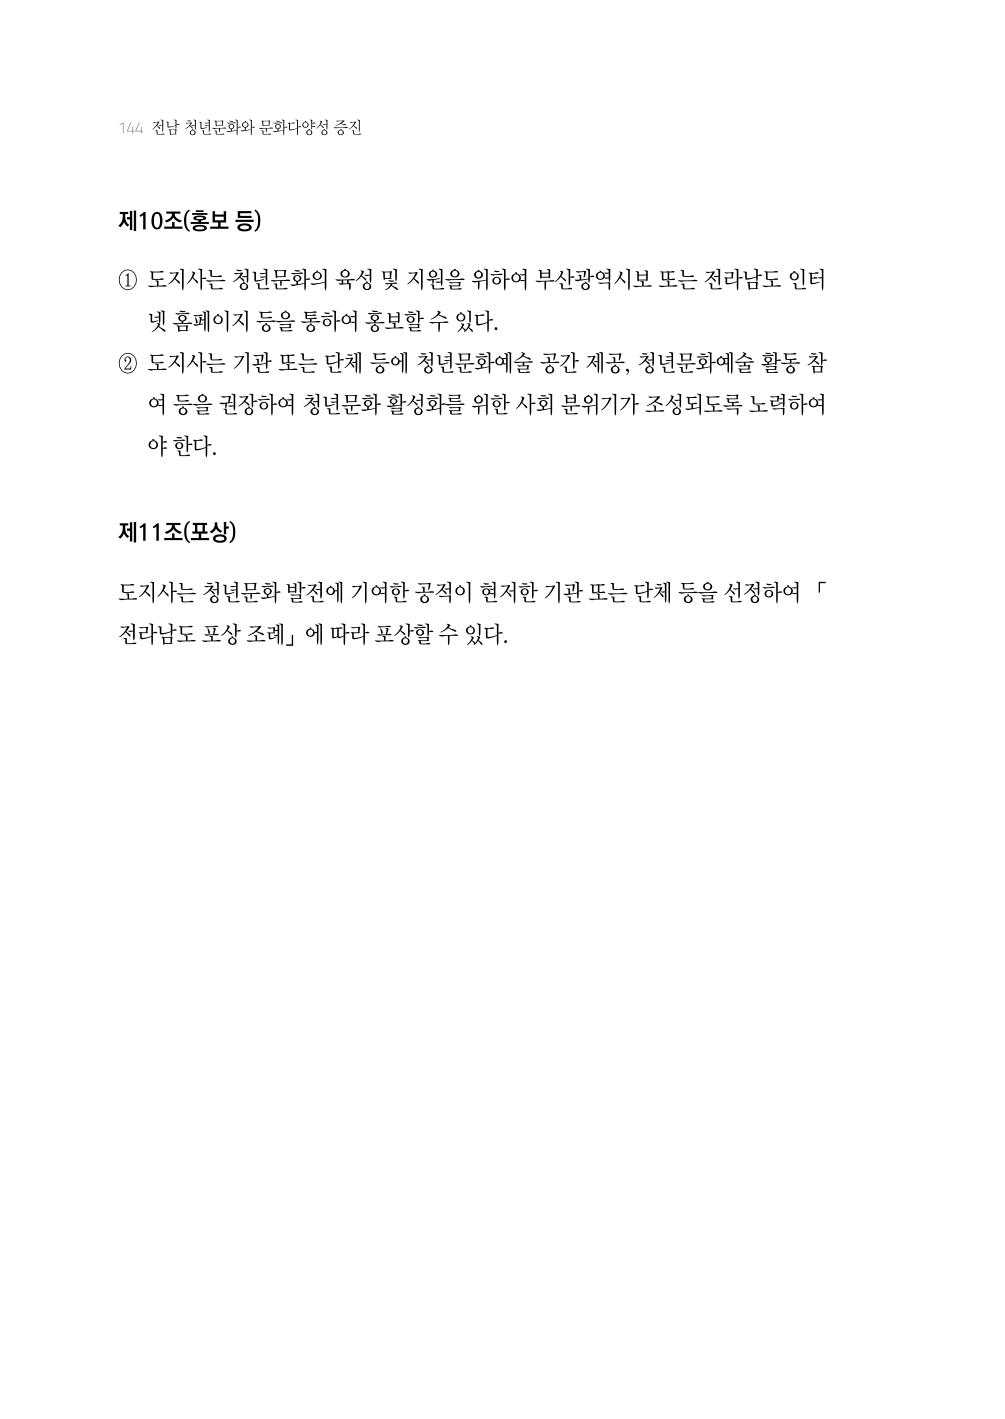 144 전남 청년문화와 문화다양성 증진
제10조(홍보 등)
① 도지사는 청년문화의 육성 및 지원을 위하여 부산광역시보 또는 전라남도 인터
넷 홈페이지 등을 통하여 홍보할 수 있다.
② 도지사는 기관 또는 단체 등에 청년문화예술 공간 제공, 청년문화예술 활동 참
여 등을 권장하여 청년문화 활성화를 위한 사회 분위기가 조성되도록 노력하여
야 한다.
제11조(포상)
도지사는 청년문화 발전에 기여한 공적이 현저한 기관 또는 단체 등을 선정하여 「
전라남도 포상 조례」에 따라 포상할 수 있다.